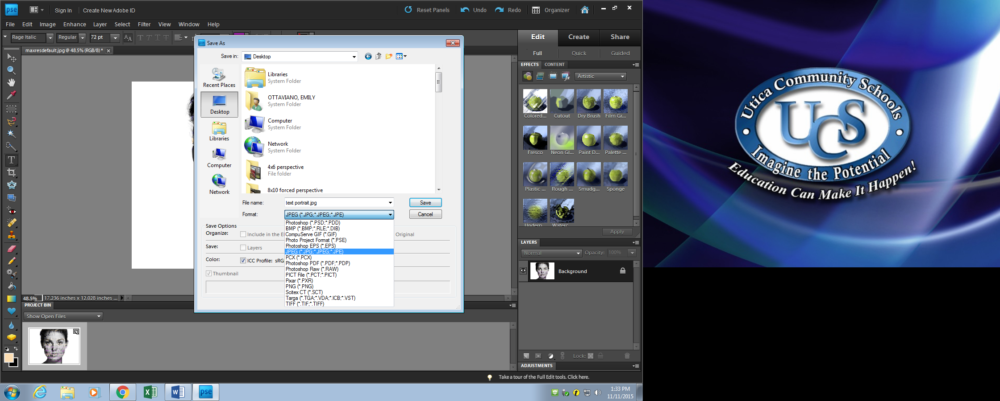 pse
Sign In
Create New Adobe ID
Reset Panels
Undo
Redo
Organizer
File Edit Image Enhance Layer Select Filter View Window Help
Rage Italic
Regular
72 pt
Edit Create Share
Full Quick Guided
maxresdefault.jpg @ 48.5% (RGB/8) *
pse Save As
Save in:
Desktop
Recent Places
Desktop
Libraries
Computer
Network
Libraries
System Folder
OTTAVIANO, EMILY
System Folder
Computer
System Folder
Network
System Folder
4x6 perspective
File folder
8x10 forced perspective
File name:
text portrait.jpg
Save
Format:
JPEG (*.JPG;*.JPEG;*.JPE)
Cancel
Photoshop (*.PSD;*.PDD)
BMP (*.BMP;*.RLE;*.DIB)
CompuServe GIF (*.GIF)
Photo Project Format (*.PSE)
Photoshop EPS (*.EPS)
JPEG (*.JPG;*.JPEG;*.JPE)
PCX (*.PCX)
Photoshop PDF (*.PDF;*.PDP)
Photoshop Raw (*.RAW)
PICT File (*.PCT;*.PICT)
Pixar (*.PXR)
PNG (*.PNG)
Scitex CT (*.SCT)
Targa (*.TGA;*.VDA;*.ICB;*.VST)
TIFF (*.TIF;*.TIFF)
Save Options
Organize:
Include in the El
Original
Save:
Layers
Color:
ICC Profile: sRG
Thumbnail
EFFECTS CONTENT
Artistic
Colored... Cutout Dry Brush Film Gr...
Fresco Neon Gl... Paint D... Palette ...
Plastic ... Rough ... Smudg... Sponge
Undern Waterc
Apply
LAYERS
Normal
Opacity: 100%
Background
Lock:
ADJUSTMENTS
48.5%
17.236 inches x 12.028 inches ...
PROJECT BIN
Show Open Files
Take a tour of the Full Edit tools. Click here.
pse
1:33 PM
11/11/2015
Utica Community Schools
UCS
Imagine the Potential
Education Can Make It Happen!